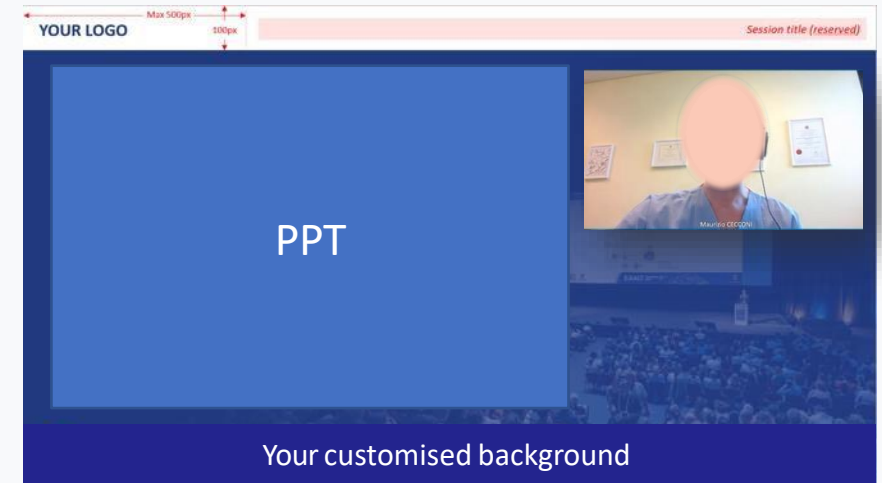 Max 500px
YOUR LOGO
100px
Session title (reserved)
PPT
Maurizio CECCONI
Your customised background